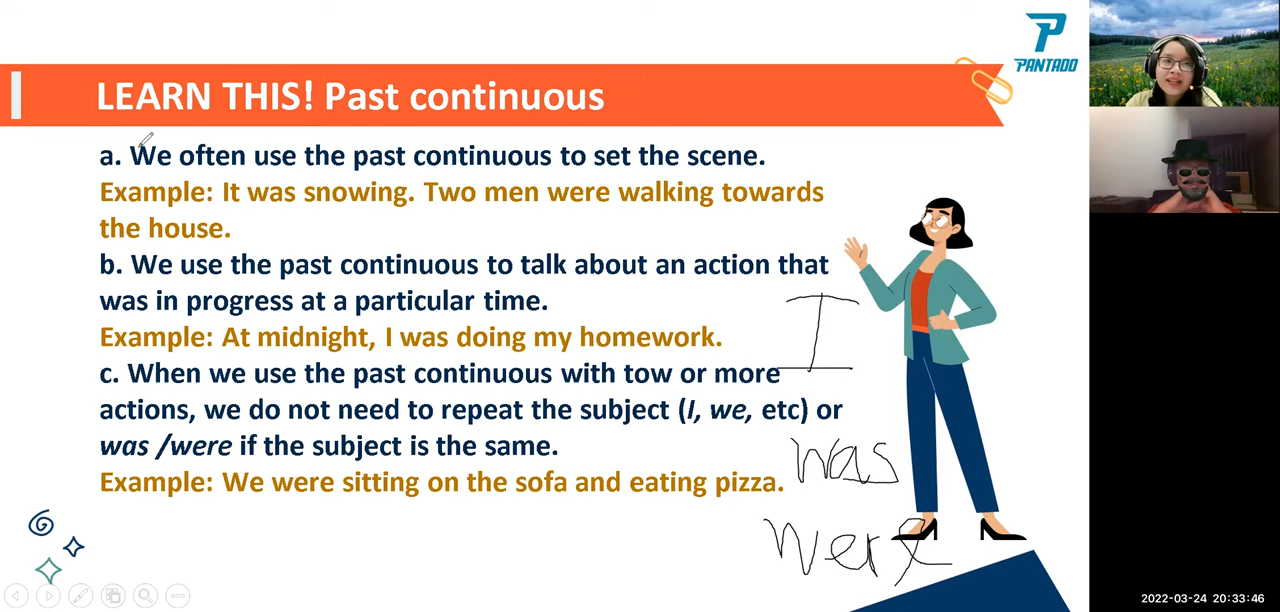 PANTADO
LEARN THIS! Past continuous
a. We often use the past continuous to set the scene.
Example: It was snowing. Two men were walking towards
the house.
b. We use the past continuous to talk about an action that
was in progress at a particular time.
Example: At midnight, I was doing my homework.
I
c. When we use the past continuous with tow or more
actions, we do not need to repeat the subject (I, we, etc) or
was /were if the subject is the same.
was
Example: We were sitting on the sofa and eating pizza.
were
2022-03-24 20:33:46